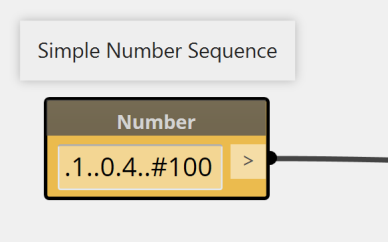 Simple Number Sequence
Number
.1..0.4..#100
>